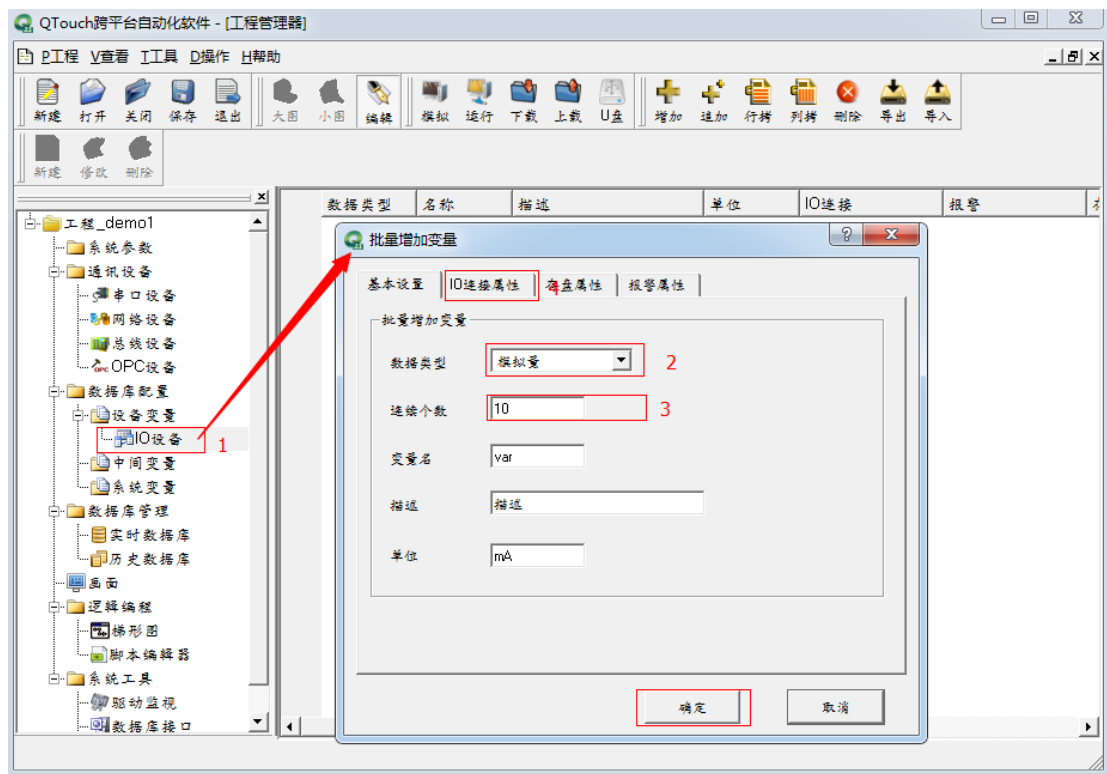 QTouch跨平台自动化软件 - [工程管理器]
P工程 V查看 T工具 D操作 H帮助
新建 打开 关闭 保存 退出 大图 小图 编辑 模拟 运行 下载 上载 U盘 增加 追加 行拷 列拷 删除 导出 导入
新建 修改 删除
数据类型 名称 描述 单位 IO连接 报警
工程_demo1
系统参数
通讯设备
串口设备
网络设备
总线设备
OPC设备
数据库配置
设备变量
IO设备 1
中间变量
系统变量
数据库管理
实时数据库
历史数据库
画面
逻辑编程
梯形图
脚本编辑器
系统工具
驱动监视
数据库接口
批量增加变量
基本设置 IO连接属性 4 存盘属性 报警属性
批量增加变量
数据类型 模拟量 2
连续个数 10 3
变量名 var
描述 描述
单位 mA
确定 取消